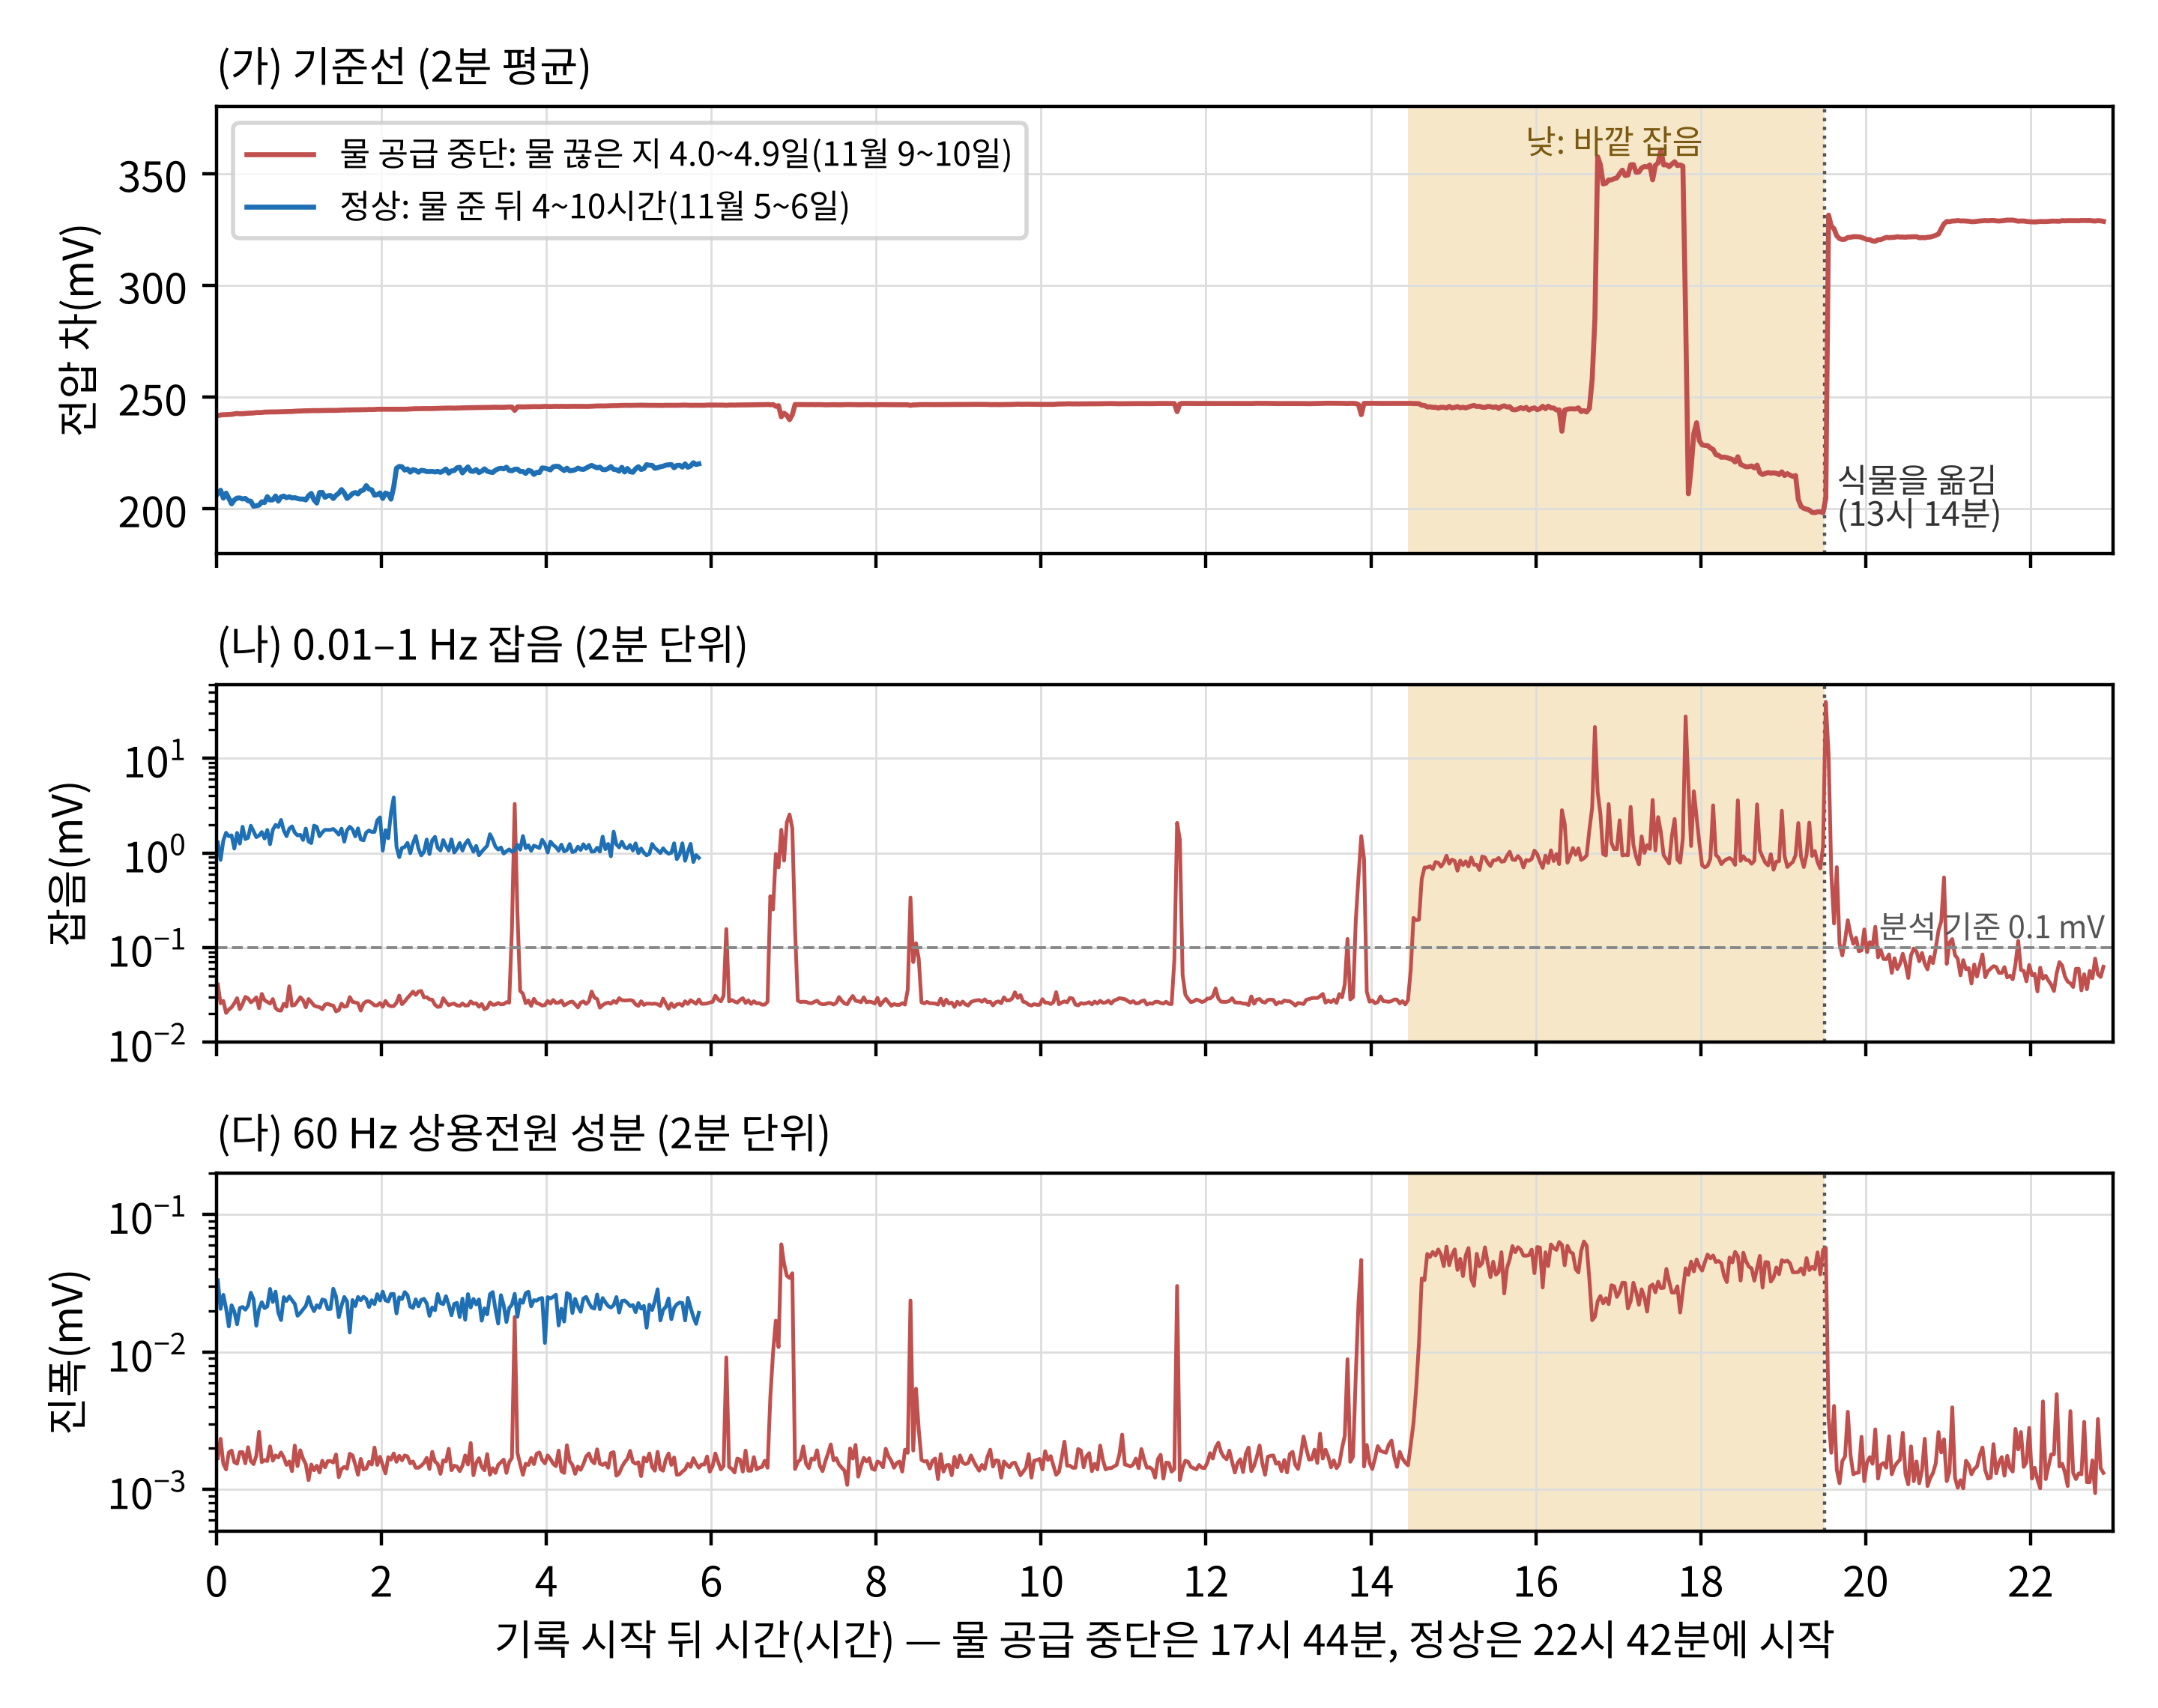 (가) 기준선 (2분 평균)
전압 차(mV)
350
300
250
200
물 공급 중단: 물 끊은 지 4.0~4.9일(11월 9~10일)
정상: 물 준 뒤 4~10시간(11월 5~6일)
낮: 바깥 잡음
식물을 옮김
(13시 14분)
(나) 0.01–1 Hz 잡음 (2분 단위)
잡음(mV)
10¹
10⁰
10⁻¹
10⁻²
분석 기준 0.1 mV
(다) 60 Hz 상용전원 성분 (2분 단위)
진폭(mV)
10⁻¹
10⁻²
10⁻³
0 2 4 6 8 10 12 14 16 18 20 22
기록 시작 뒤 시간(시간) — 물 공급 중단은 17시 44분, 정상은 22시 42분에 시작